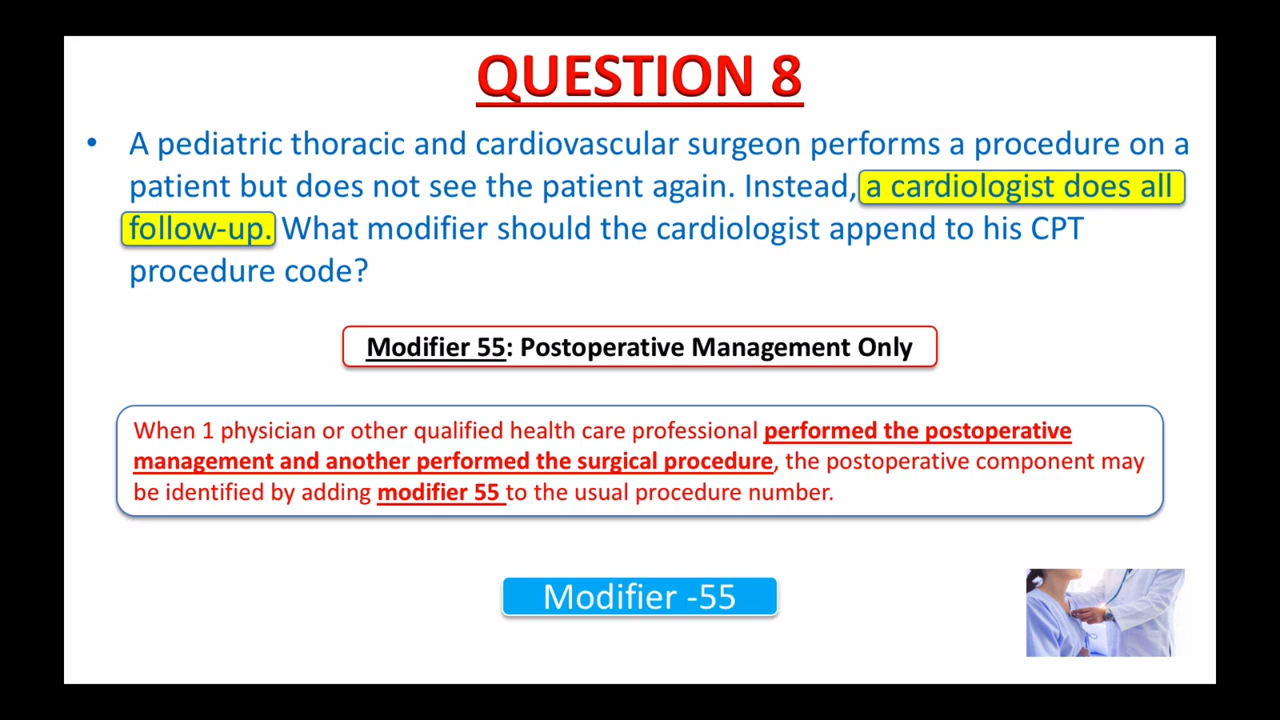 QUESTION 8
• A pediatric thoracic and cardiovascular surgeon performs a procedure on a
patient but does not see the patient again. Instead, a cardiologist does all
follow-up. What modifier should the cardiologist append to his CPT
procedure code?
Modifier 55: Postoperative Management Only
When 1 physician or other qualified health care professional performed the postoperative
management and another performed the surgical procedure, the postoperative component may
be identified by adding modifier 55 to the usual procedure number.
Modifier -55